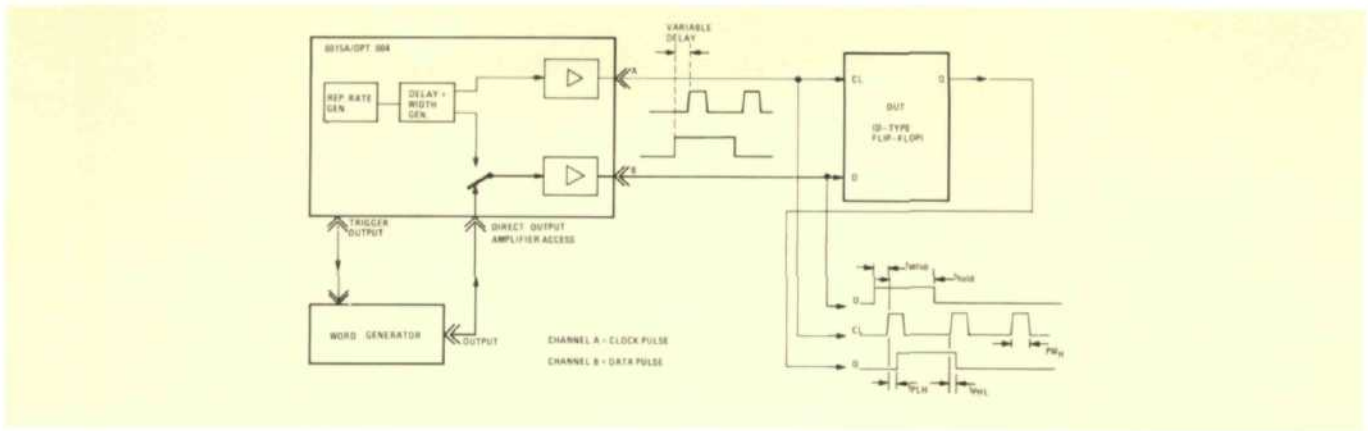 8015A/OPT 004
REP RATE
GEN.
DELAY +
WIDTH
GEN.
A
B
VARIABLE
DELAY
CL
Q
DUT
(D-TYPE
FLIP-FLOP)
D
TRIGGER
OUTPUT
DIRECT OUTPUT
AMPLIFIER ACCESS
WORD GENERATOR
OUTPUT
CHANNEL A = CLOCK PULSE
CHANNEL B = DATA PULSE
tsetup
thold
D
CL
PWH
Q
tPLH
tPHL